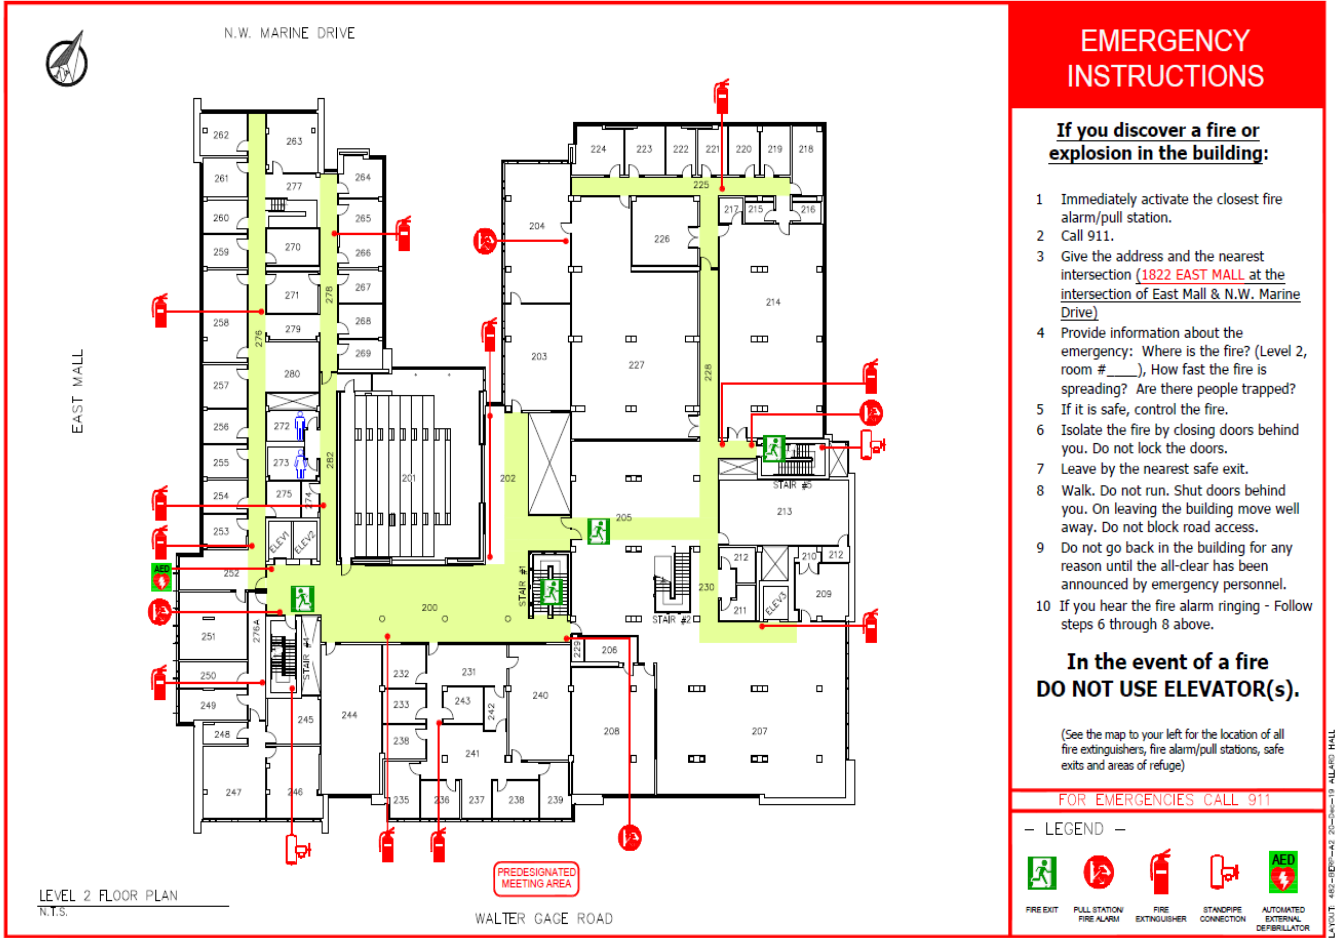 N.W. MARINE DRIVE
EAST MALL
262
263
261
277
264
260
265
259
270
266
271
267
278
258
279
268
276
269
280
257
256
272
282
255
273
254
275
274
253
ELEV1
ELEV2
252
201
202
200
STAIR #1
251
276A
STAIR #4
250
249
248
245
247
246
244
232
233
238
231
243
242
240
241
235
236
237
238
239
224
223
222
221
220
219
218
225
217
215
216
204
226
214
203
227
228
205
STAIR #5
213
212
210
212
230
209
211
ELEV3
STAIR #2
229
206
208
207
AED
PREDESIGNATED
MEETING AREA
WALTER GAGE ROAD
LEVEL 2 FLOOR PLAN
N.T.S.
EMERGENCY
INSTRUCTIONS
If you discover a fire or
explosion in the building:
1 Immediately activate the closest fire
alarm/pull station.
2 Call 911.
3 Give the address and the nearest
intersection (1822 EAST MALL at the
intersection of East Mall & N.W. Marine
Drive)
4 Provide information about the
emergency: Where is the fire? (Level 2,
room #____), How fast the fire is
spreading? Are there people trapped?
5 If it is safe, control the fire.
6 Isolate the fire by closing doors behind
you. Do not lock the doors.
7 Leave by the nearest safe exit.
8 Walk. Do not run. Shut doors behind
you. On leaving the building move well
away. Do not block road access.
9 Do not go back in the building for any
reason until the all-clear has been
announced by emergency personnel.
10 If you hear the fire alarm ringing - Follow
steps 6 through 8 above.
In the event of a fire
DO NOT USE ELEVATOR(s).
(See the map to your left for the location of all
fire extinguishers, fire alarm/pull stations, safe
exits and areas of refuge)
FOR EMERGENCIES CALL 911
- LEGEND -
AED
FIRE EXIT
PULL STATION/
FIRE ALARM
FIRE
EXTINGUISHER
STANDPIPE
CONNECTION
AUTOMATED
EXTERNAL
DEFIBRILLATOR
LAYOUT: 482-BERP-A2 20-Dec-19 ALLARD HALL